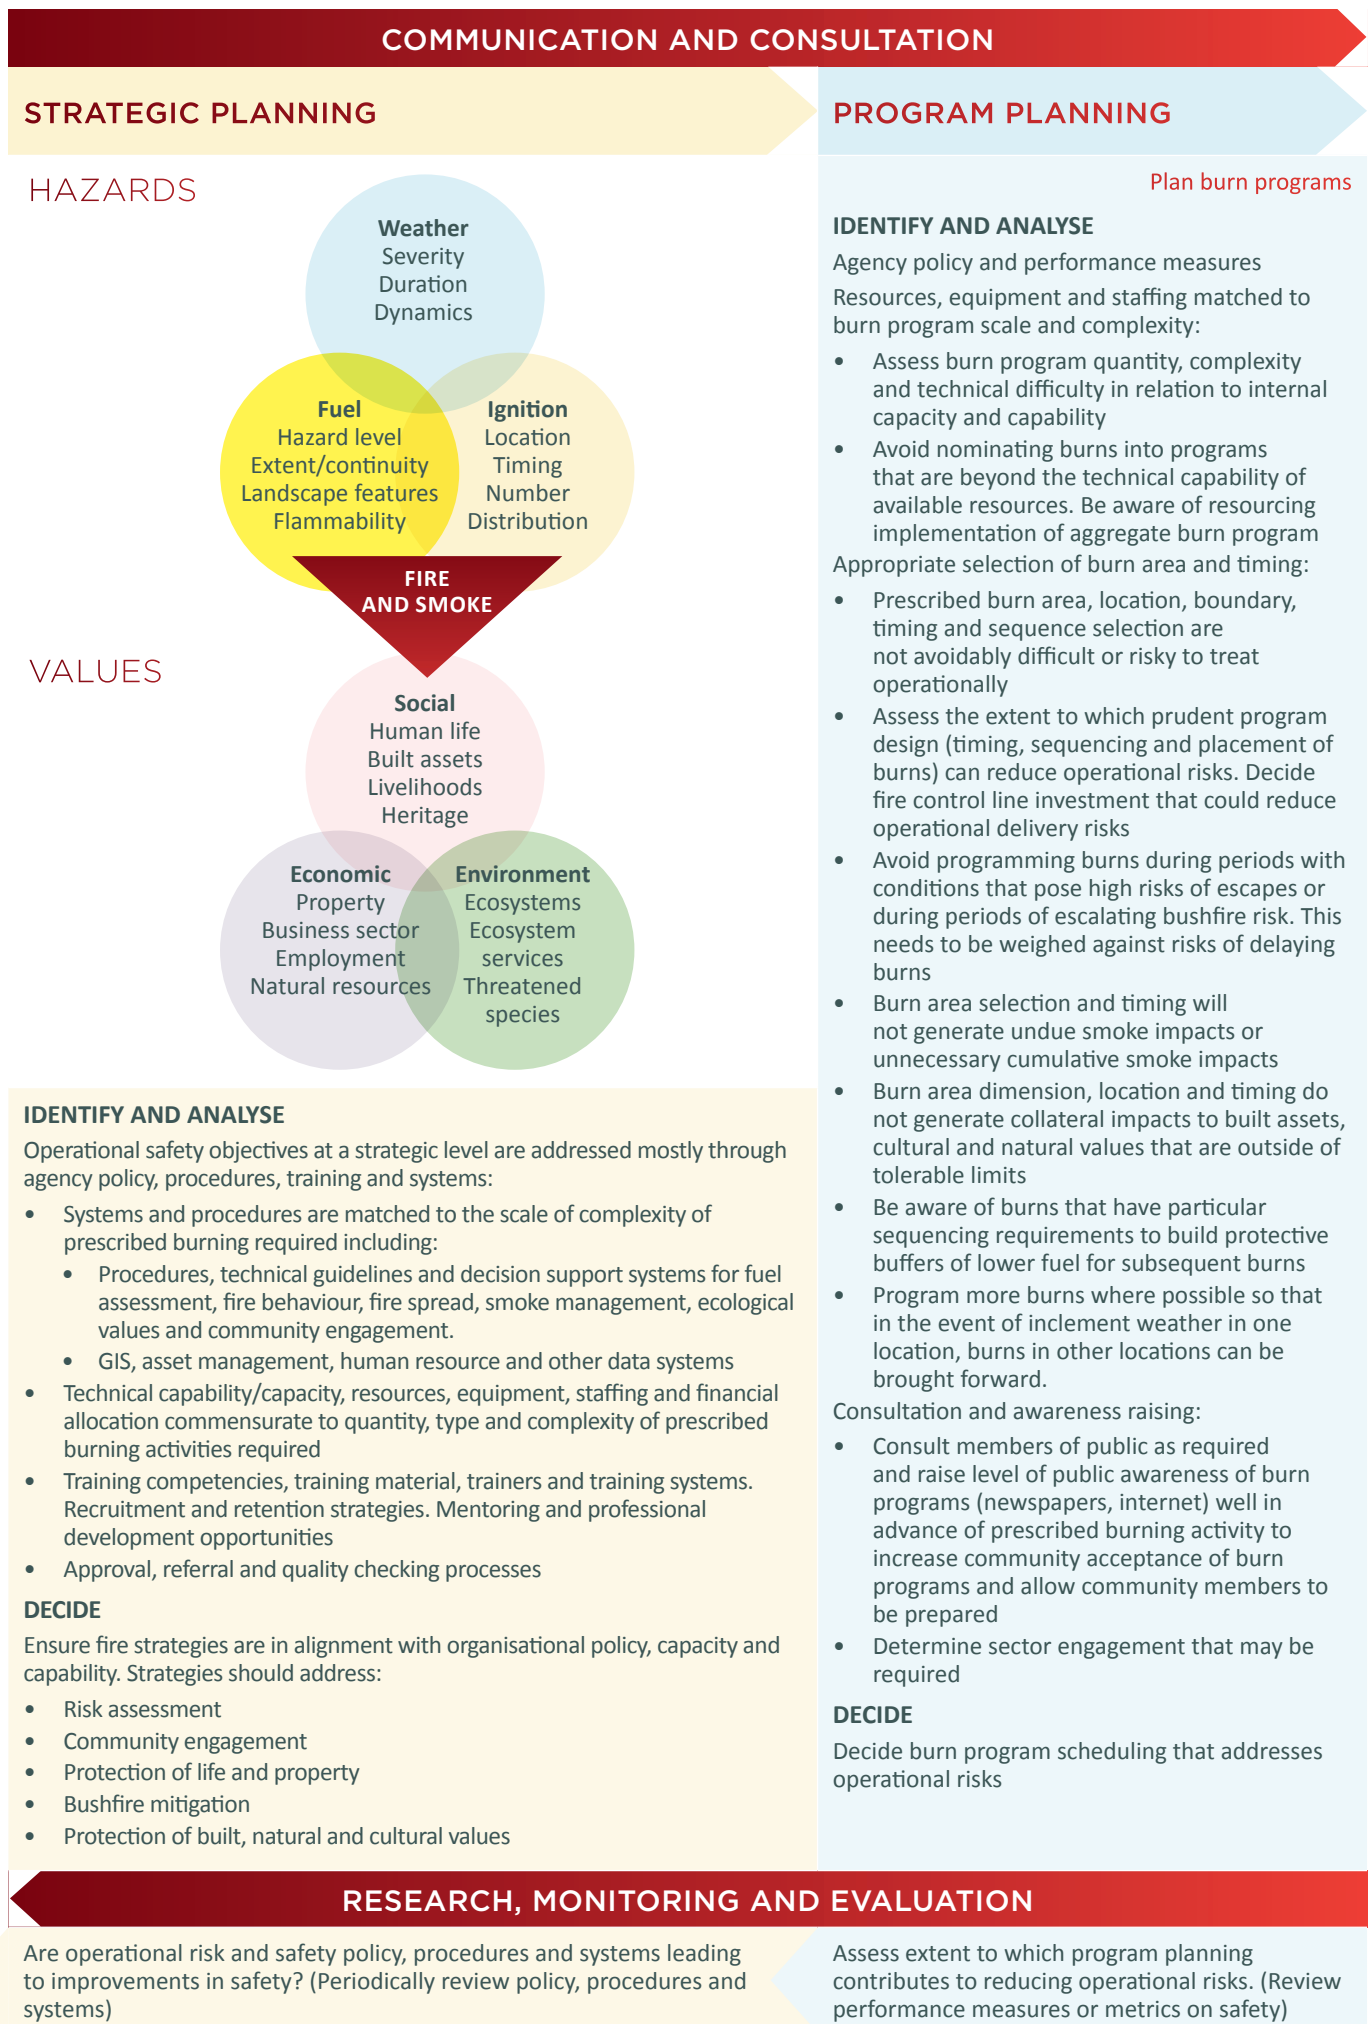 COMMUNICATION AND CONSULTATION
STRATEGIC PLANNING
HAZARDS
Weather
Severity
Duration
Dynamics
Fuel
Hazard level
Extent/continuity
Landscape features
Flammability
Ignition
Location
Timing
Number
Distribution
FIRE
AND SMOKE
VALUES
Social
Human life
Built assets
Livelihoods
Heritage
Economic
Property
Business sector
Employment
Natural resources
Environment
Ecosystems
Ecosystem
services
Threatened
species
IDENTIFY AND ANALYSE
Operational safety objectives at a strategic level are addressed mostly through
agency policy, procedures, training and systems:
• Systems and procedures are matched to the scale of complexity of
prescribed burning required including:
• Procedures, technical guidelines and decision support systems for fuel
assessment, fire behaviour, fire spread, smoke management, ecological
values and community engagement.
• GIS, asset management, human resource and other data systems
• Technical capability/capacity, resources, equipment, staffing and financial
allocation commensurate to quantity, type and complexity of prescribed
burning activities required
• Training competencies, training material, trainers and training systems.
Recruitment and retention strategies. Mentoring and professional
development opportunities
• Approval, referral and quality checking processes
DECIDE
Ensure fire strategies are in alignment with organisational policy, capacity and
capability. Strategies should address:
• Risk assessment
• Community engagement
• Protection of life and property
• Bushfire mitigation
• Protection of built, natural and cultural values
PROGRAM PLANNING
Plan burn programs
IDENTIFY AND ANALYSE
Agency policy and performance measures
Resources, equipment and staffing matched to
burn program scale and complexity:
• Assess burn program quantity, complexity
and technical difficulty in relation to internal
capacity and capability
• Avoid nominating burns into programs
that are beyond the technical capability of
available resources. Be aware of resourcing
implementation of aggregate burn program
Appropriate selection of burn area and timing:
• Prescribed burn area, location, boundary,
timing and sequence selection are
not avoidably difficult or risky to treat
operationally
• Assess the extent to which prudent program
design (timing, sequencing and placement of
burns) can reduce operational risks. Decide
fire control line investment that could reduce
operational delivery risks
• Avoid programming burns during periods with
conditions that pose high risks of escapes or
during periods of escalating bushfire risk. This
needs to be weighed against risks of delaying
burns
• Burn area selection and timing will
not generate undue smoke impacts or
unnecessary cumulative smoke impacts
• Burn area dimension, location and timing do
not generate collateral impacts to built assets,
cultural and natural values that are outside of
tolerable limits
• Be aware of burns that have particular
sequencing requirements to build protective
buffers of lower fuel for subsequent burns
• Program more burns where possible so that
in the event of inclement weather in one
location, burns in other locations can be
brought forward.
Consultation and awareness raising:
• Consult members of public as required
and raise level of public awareness of burn
programs (newspapers, internet) well in
advance of prescribed burning activity to
increase community acceptance of burn
programs and allow community members to
be prepared
• Determine sector engagement that may be
required
DECIDE
Decide burn program scheduling that addresses
operational risks
RESEARCH, MONITORING AND EVALUATION
Are operational risk and safety policy, procedures and systems leading
to improvements in safety? (Periodically review policy, procedures and
systems)
Assess extent to which program planning
contributes to reducing operational risks. (Review
performance measures or metrics on safety)